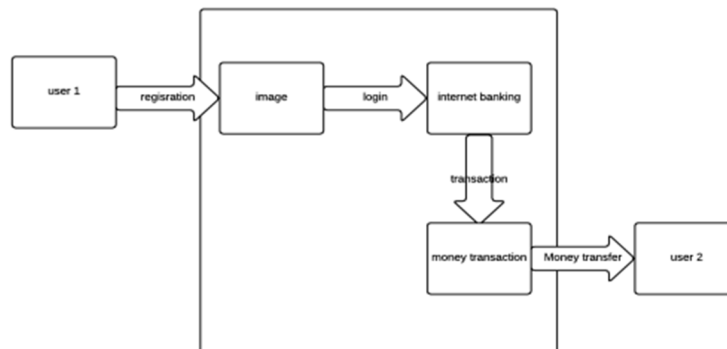 user 1
regisration
image
login
internet banking
transaction
money transaction
Money transfer
user 2